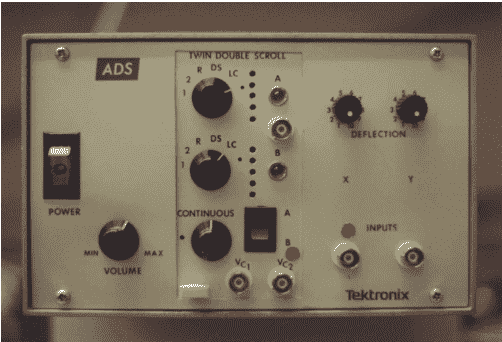 ADS
POWER
MIN MAX
VOLUME
TWIN DOUBLE SCROLL
1 2 R DS LC
A
1 2 R DS LC
B
CONTINUOUS
A
B
VC1 VC2
DEFLECTION
X Y
INPUTS
Tektronix